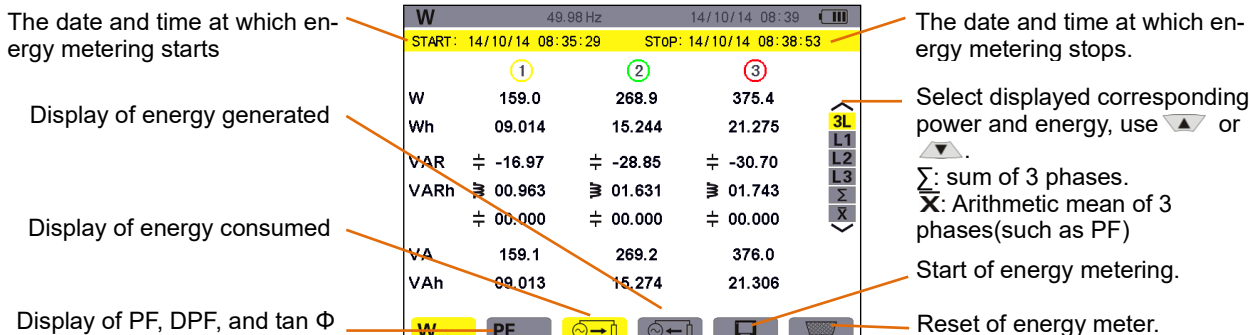 The date and time at which en-
ergy metering starts
Display of energy generated
Display of energy consumed
Display of PF, DPF, and tan Φ
W 49.98 Hz 14/10/14 08:39
START: 14/10/14 08:35:29 STOP: 14/10/14 08:38:53
1 2 3
W 159.0 268.9 375.4
Wh 09.014 15.244 21.275
VAR -16.97 -28.85 -30.70
VARh 00.963 01.631 01.743
00.000 00.000 00.000
VA 159.1 269.2 376.0
VAh 09.013 15.274 21.306
3L
L1
L2
L3
Σ
X̅
W PF
The date and time at which en-
ergy metering stops.
Select displayed corresponding
power and energy, use ▲ or
▼.
∑: sum of 3 phases.
X̅: Arithmetic mean of 3
phases(such as PF)
Start of energy metering.
Reset of energy meter.